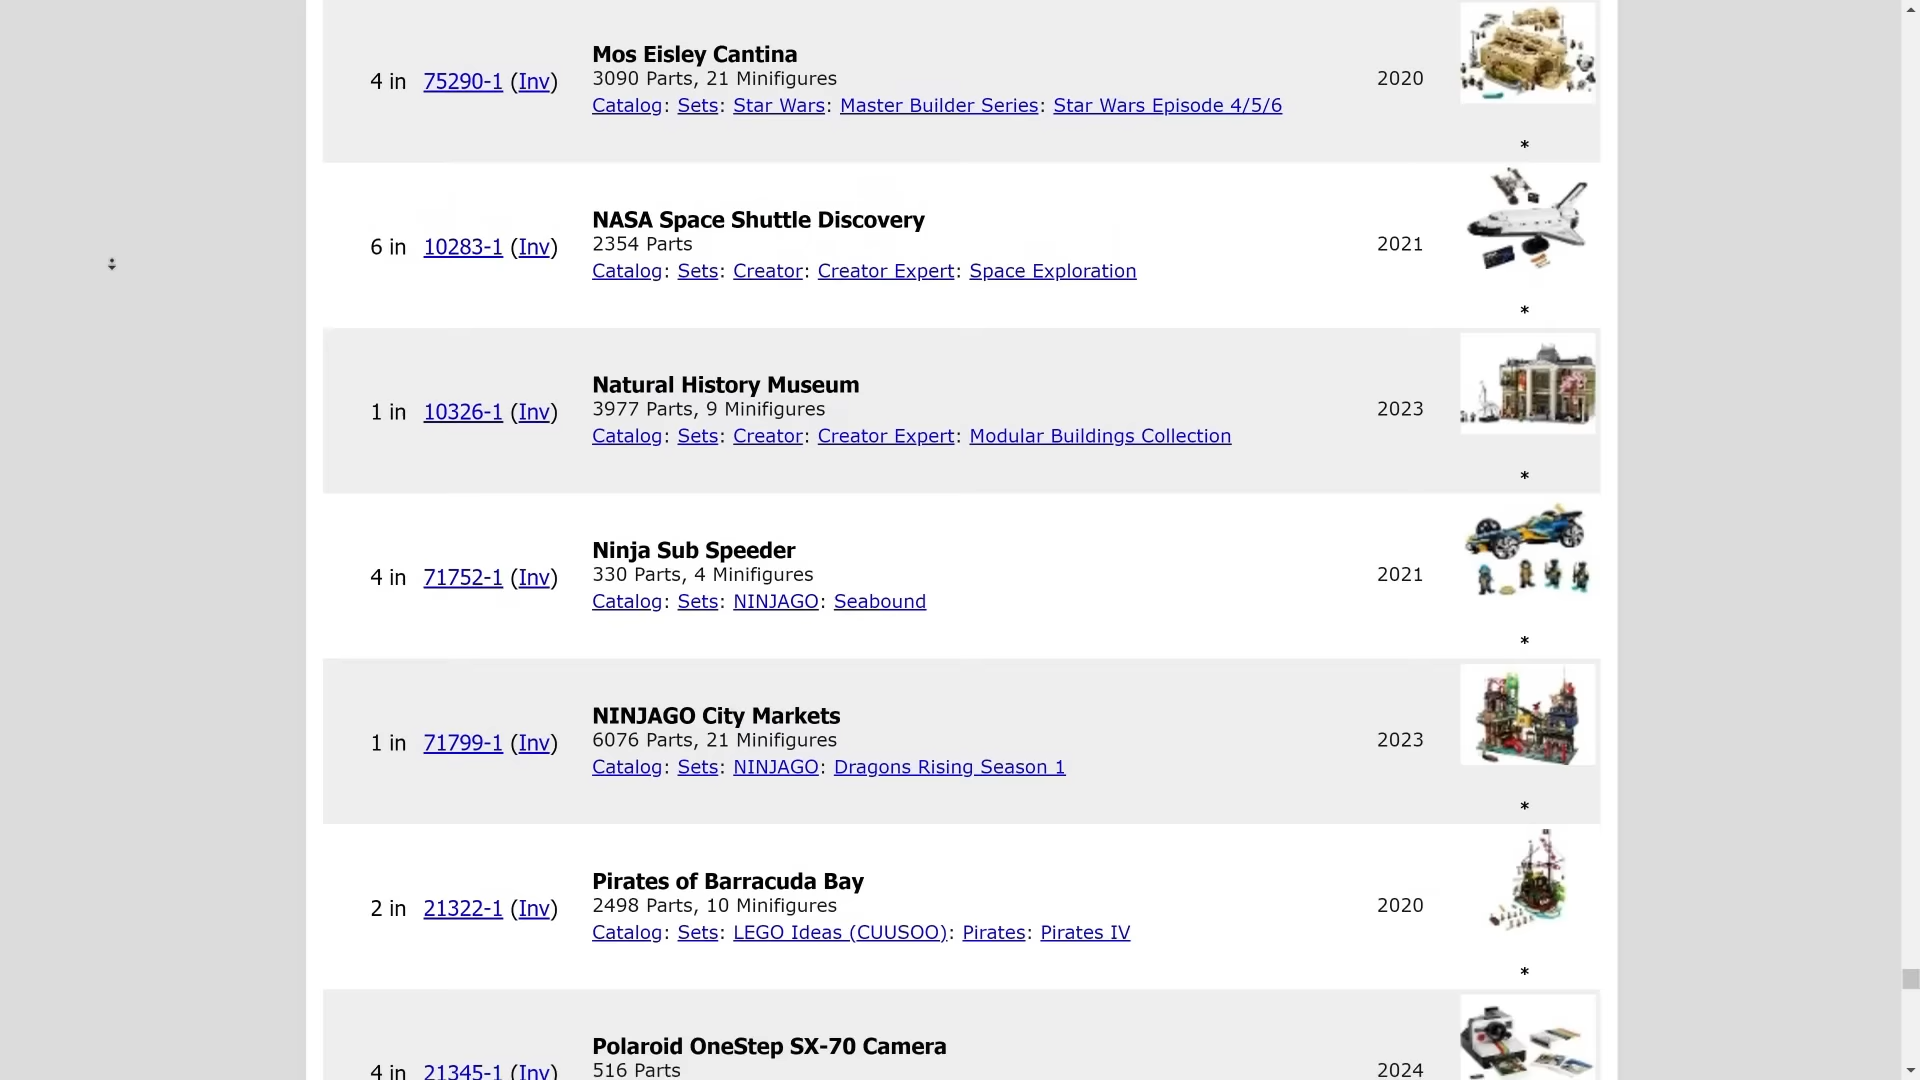 Mos Eisley Cantina
4 in 75290-1 (Inv) 3090 Parts, 21 Minifigures 2020
Catalog: Sets: Star Wars: Master Builder Series: Star Wars Episode 4/5/6
*
NASA Space Shuttle Discovery
6 in 10283-1 (Inv) 2354 Parts 2021
Catalog: Sets: Creator: Creator Expert: Space Exploration
*
Natural History Museum
1 in 10326-1 (Inv) 3977 Parts, 9 Minifigures 2023
Catalog: Sets: Creator: Creator Expert: Modular Buildings Collection
*
Ninja Sub Speeder
4 in 71752-1 (Inv) 330 Parts, 4 Minifigures 2021
Catalog: Sets: NINJAGO: Seabound
*
NINJAGO City Markets
1 in 71799-1 (Inv) 6076 Parts, 21 Minifigures 2023
Catalog: Sets: NINJAGO: Dragons Rising Season 1
*
Pirates of Barracuda Bay
2 in 21322-1 (Inv) 2498 Parts, 10 Minifigures 2020
Catalog: Sets: LEGO Ideas (CUUSOO): Pirates: Pirates IV
*
Polaroid OneStep SX-70 Camera
4 in 21345-1 (Inv) 516 Parts 2024